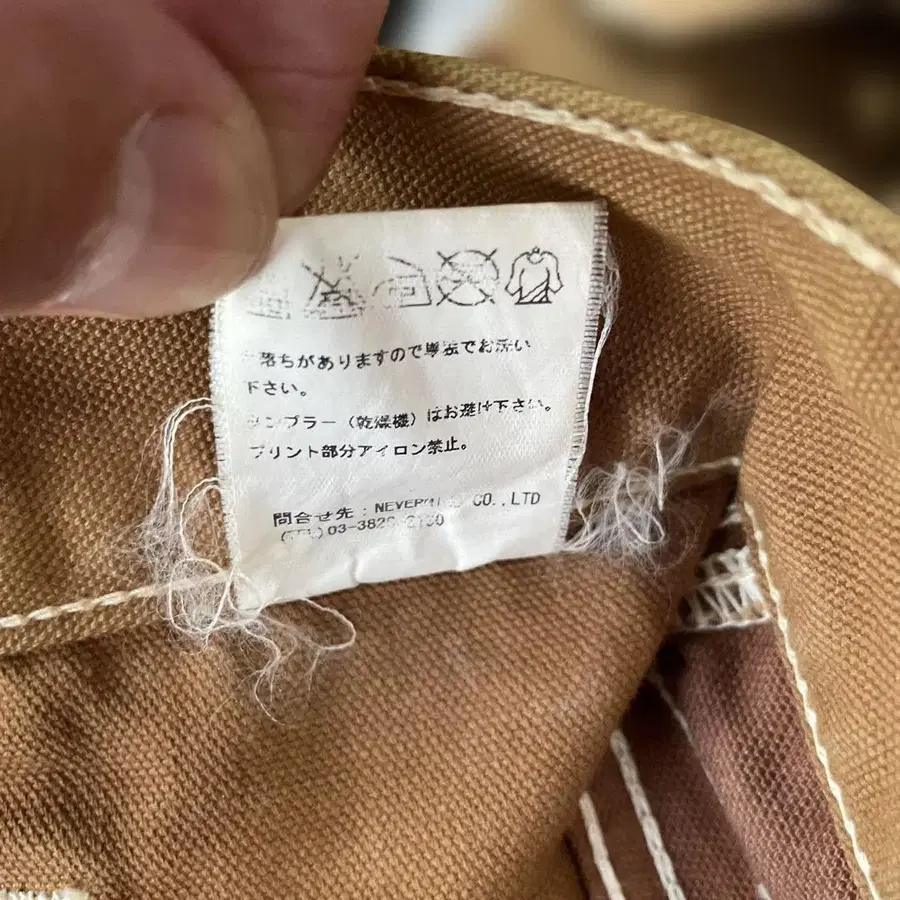 落ちがありますので単独でお洗い
下さい。
タンブラー（乾燥機）はお避け下さい。
プリント部分アイロン禁止。
問合せ先：CO.,LTD
(TEL)